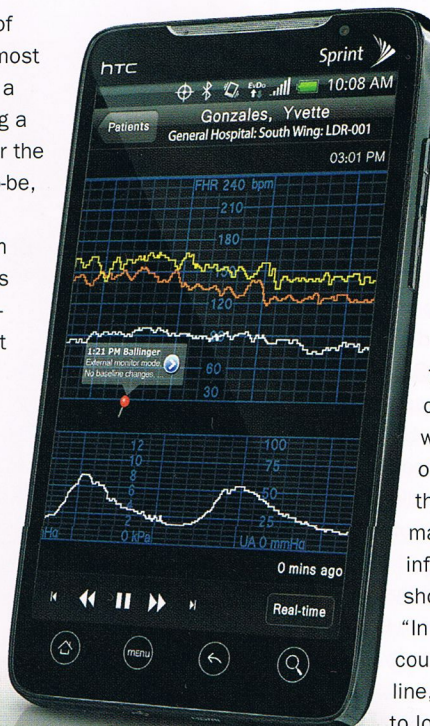 of
most
a
g a
r the
-be,
n
s
-
t
hTC
Sprint
EVDO
10:08 AM
Patients
Gonzales, Yvette
General Hospital: South Wing: LDR-001
03:01 PM
FHR 240 bpm
210
180
120
1:21 PM Ballinger
External monitor mode.
No baseline changes. ...
60
30
12
100
10
75
8
6
50
25
2
0 kPa
UA 0 mmHg
0 mins ago
Real-time
menu
th
ma
inf
sho
"In
cou
line,
to lo